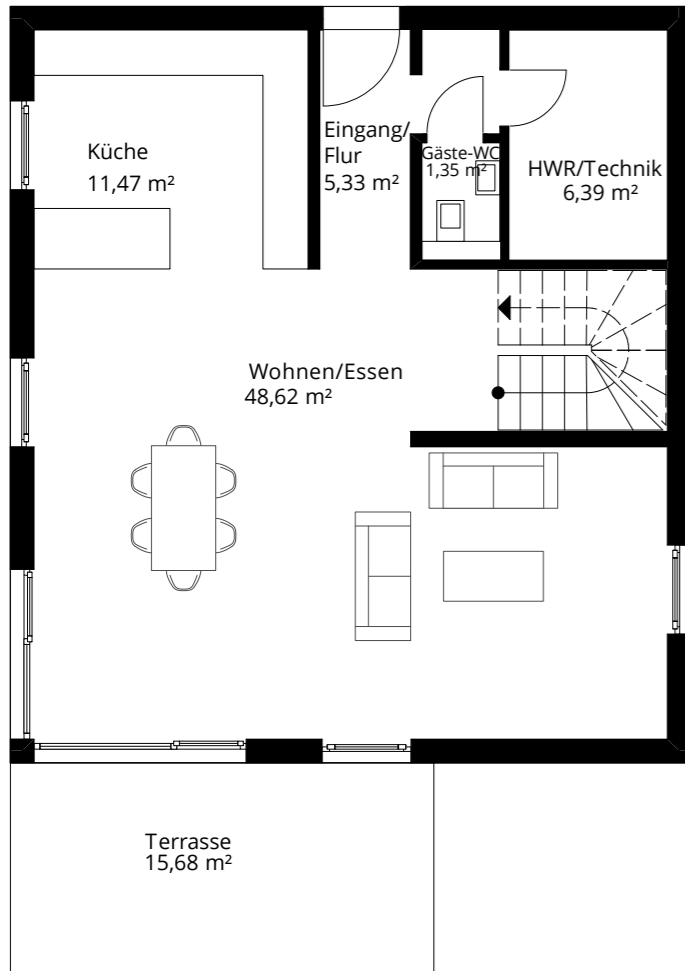 Küche
11,47 m²
Eingang/
Flur
5,33 m²
Gäste-WC
1,35 m²
HWR/Technik
6,39 m²
Wohnen/Essen
48,62 m²
Terrasse
15,68 m²